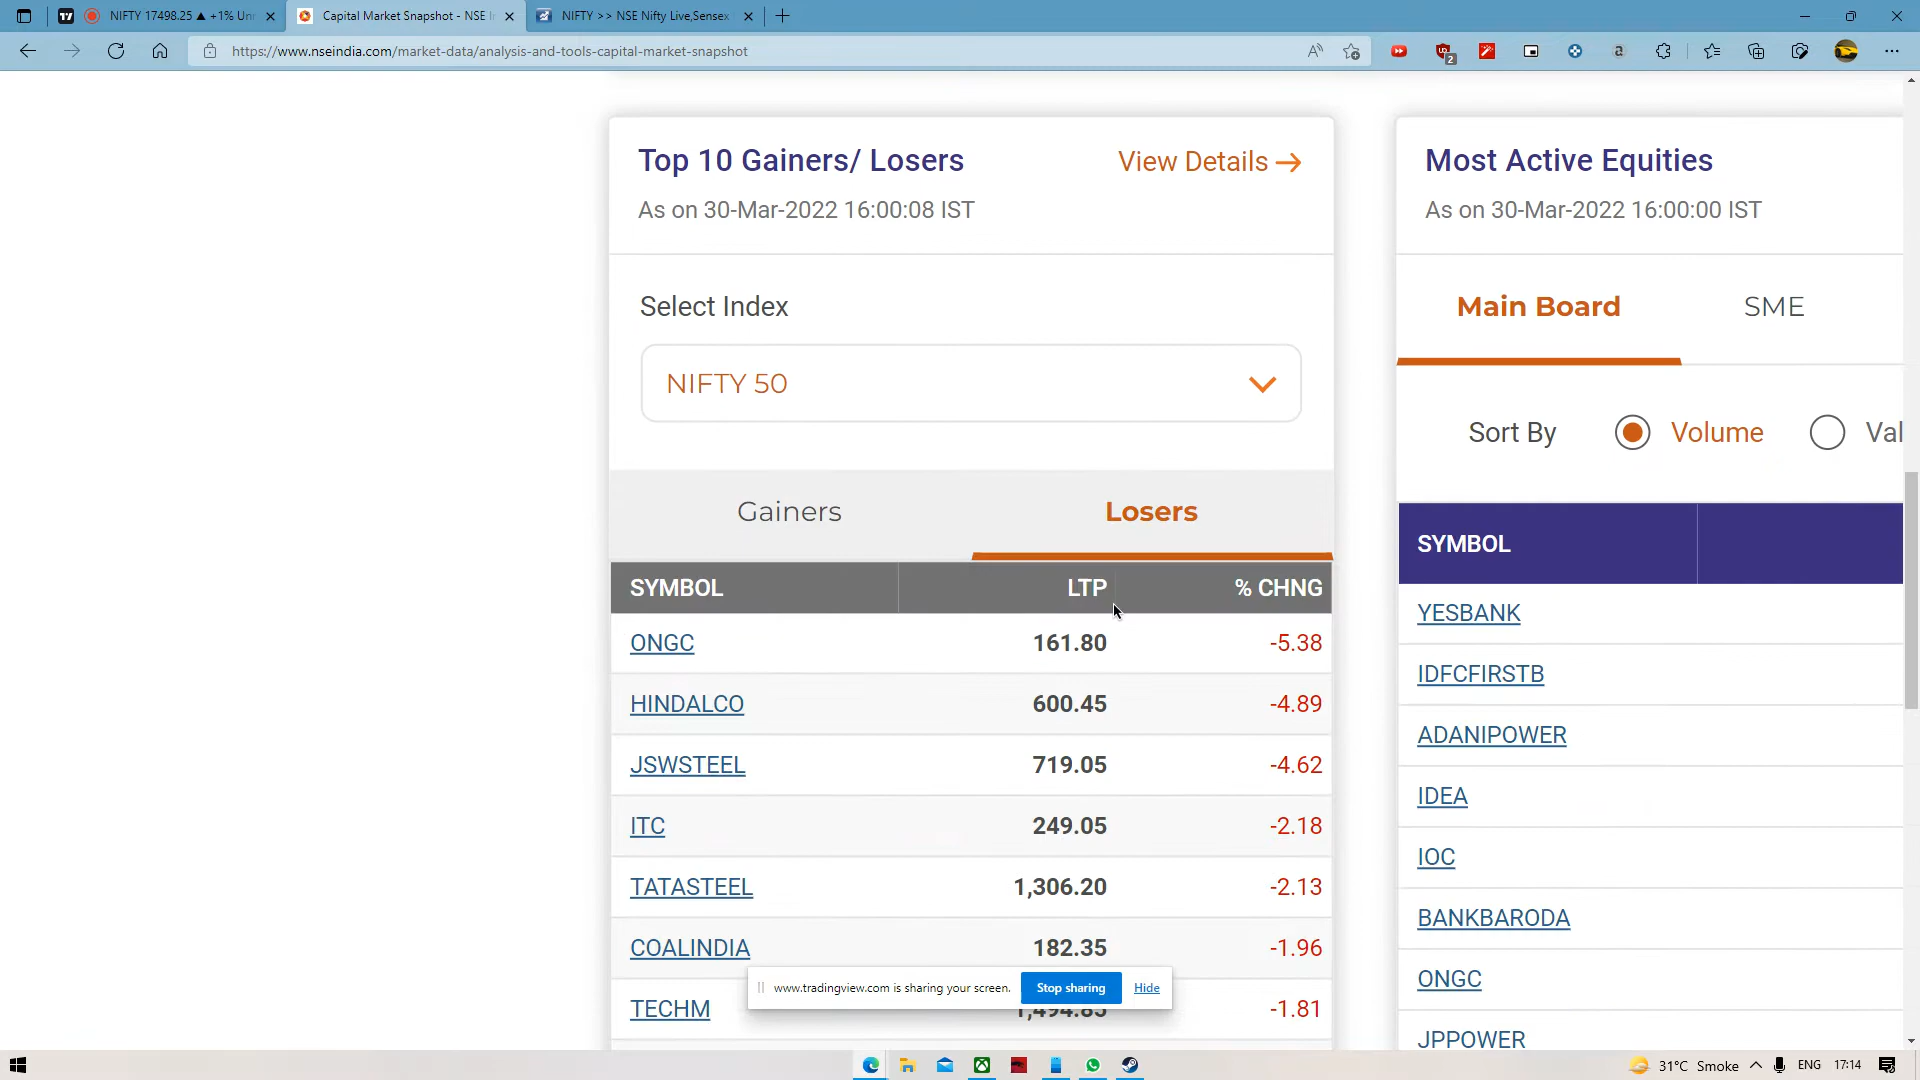 NIFTY 17498.25 ▲ +1% Unr
Capital Market Snapshot - NSE I
NIFTY >> NSE Nifty Live,Sensex
https://www.nseindia.com/market-data/analysis-and-tools-capital-market-snapshot
2
Top 10 Gainers/ Losers
View Details →
As on 30-Mar-2022 16:00:08 IST
Select Index
NIFTY 50
Gainers
Losers
SYMBOL LTP % CHNG
ONGC 161.80 -5.38
HINDALCO 600.45 -4.89
JSWSTEEL 719.05 -4.62
ITC 249.05 -2.18
TATASTEEL 1,306.20 -2.13
COALINDIA 182.35 -1.96
TECHM 1,494.85 -1.81
Most Active Equities
As on 30-Mar-2022 16:00:00 IST
Main Board
SME
Sort By Volume Val
SYMBOL
YESBANK
IDFCFIRSTB
ADANIPOWER
IDEA
IOC
BANKBARODA
ONGC
JPPOWER
www.tradingview.com is sharing your screen.
Stop sharing
Hide
31°C Smoke
ENG
17:14